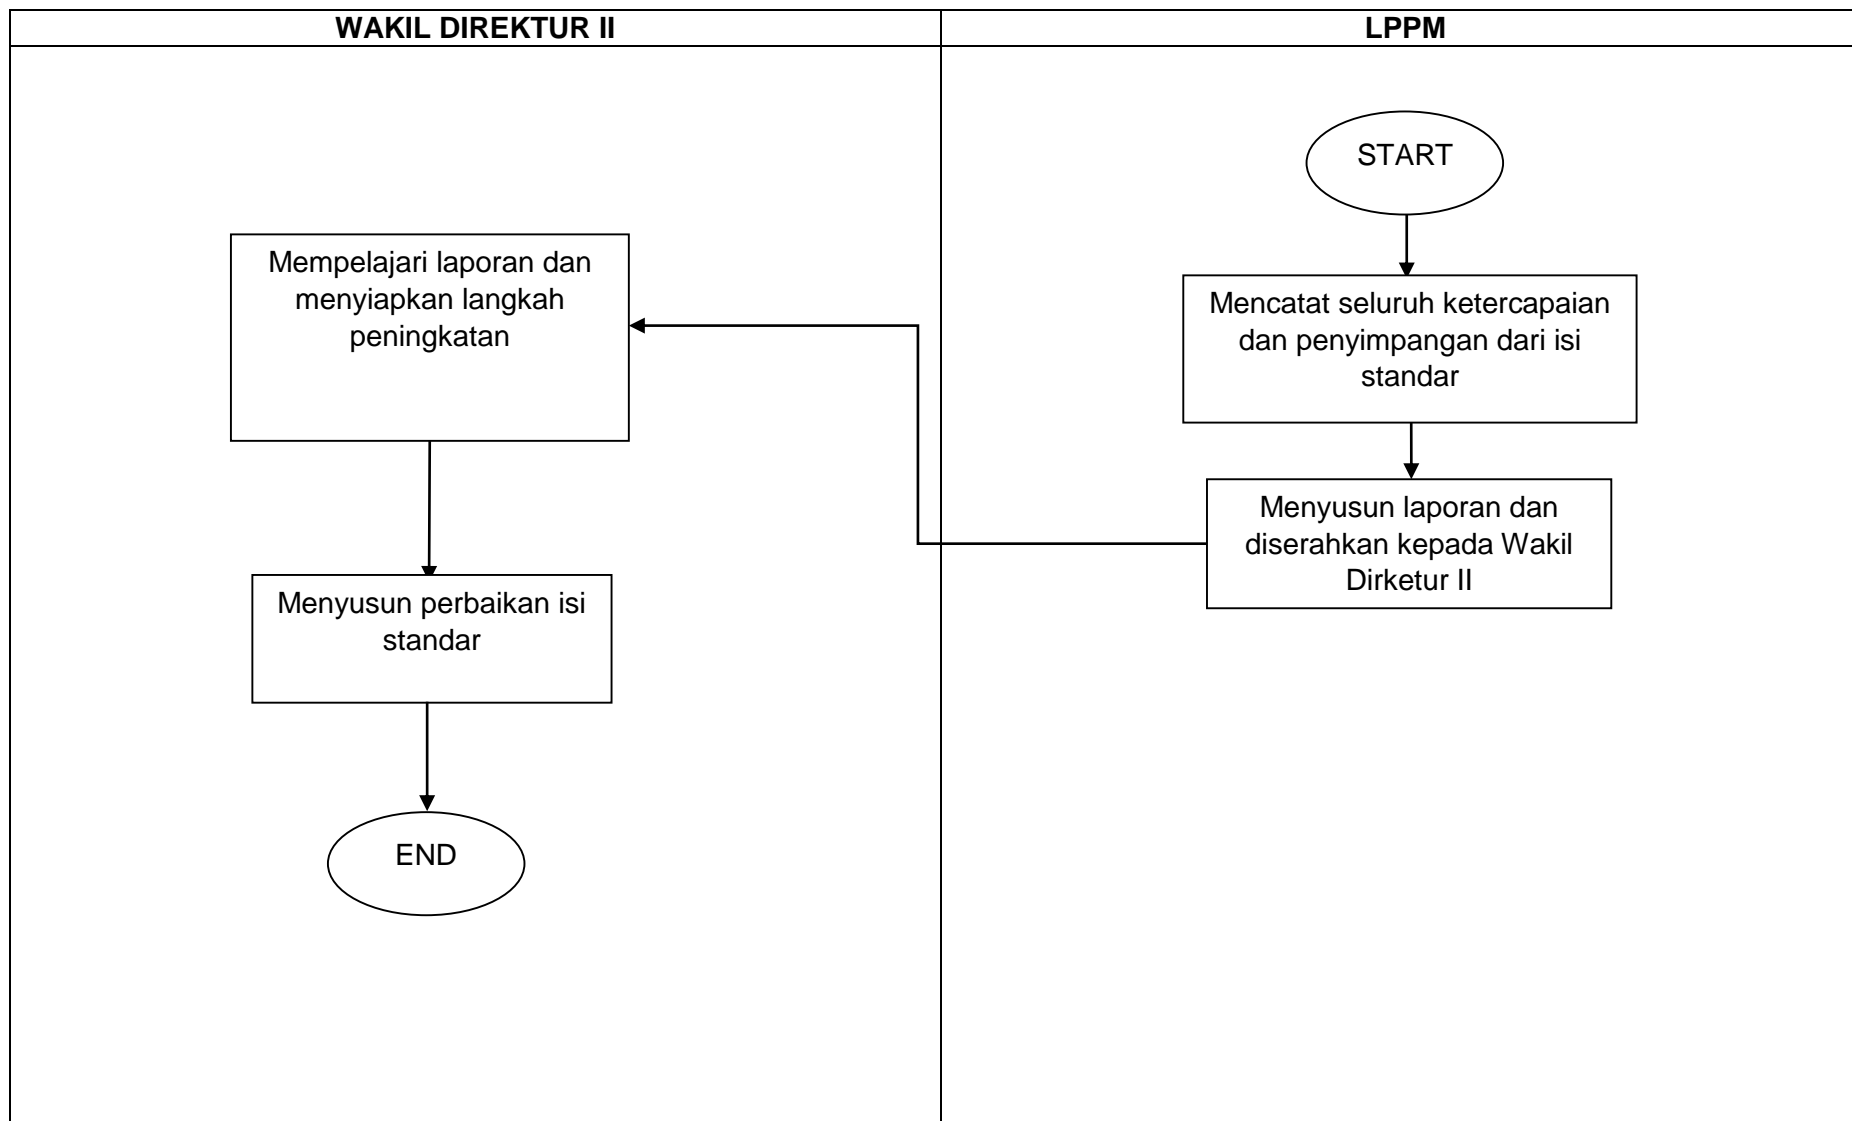 WAKIL DIREKTUR II
LPPM
START
Mencatat seluruh ketercapaian
dan penyimpangan dari isi
standar
Menyusun laporan dan
diserahkan kepada Wakil
Dirketur II
Mempelajari laporan dan
menyiapkan langkah
peningkatan
Menyusun perbaikan isi
standar
END